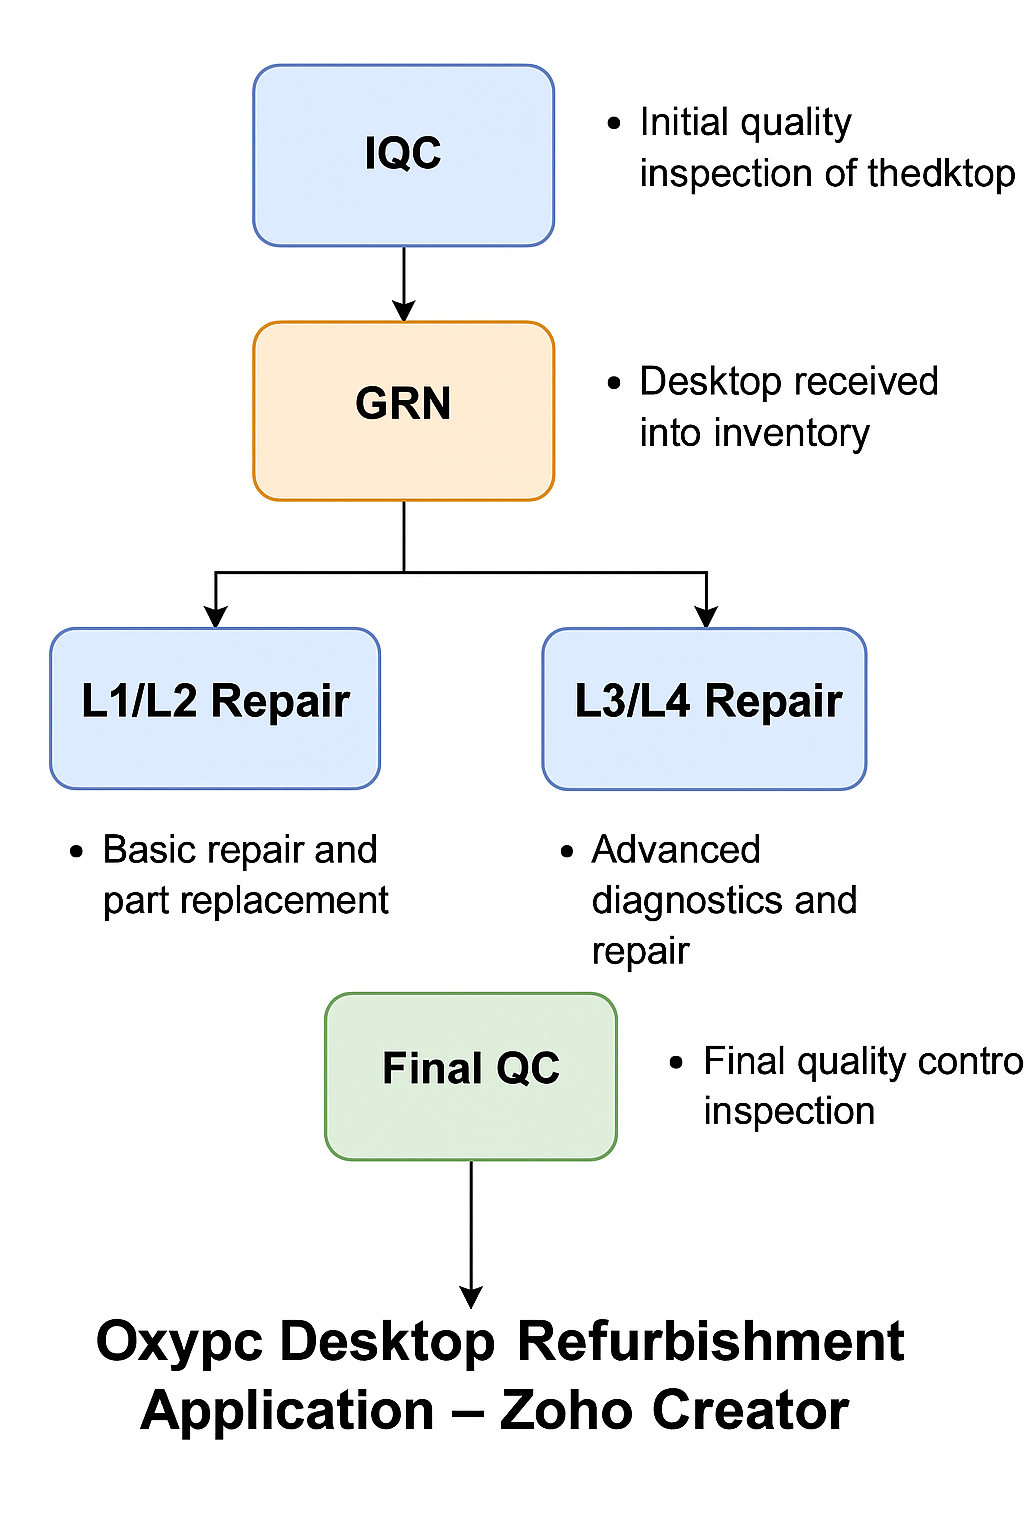 IQC
• Initial quality
inspection of thedktop
GRN
• Desktop received
into inventory
L1/L2 Repair
L3/L4 Repair
• Basic repair and
part replacement
• Advanced
diagnostics and
repair
Final QC
• Final quality contro
inspection
Oxypc Desktop Refurbishment
Application – Zoho Creator